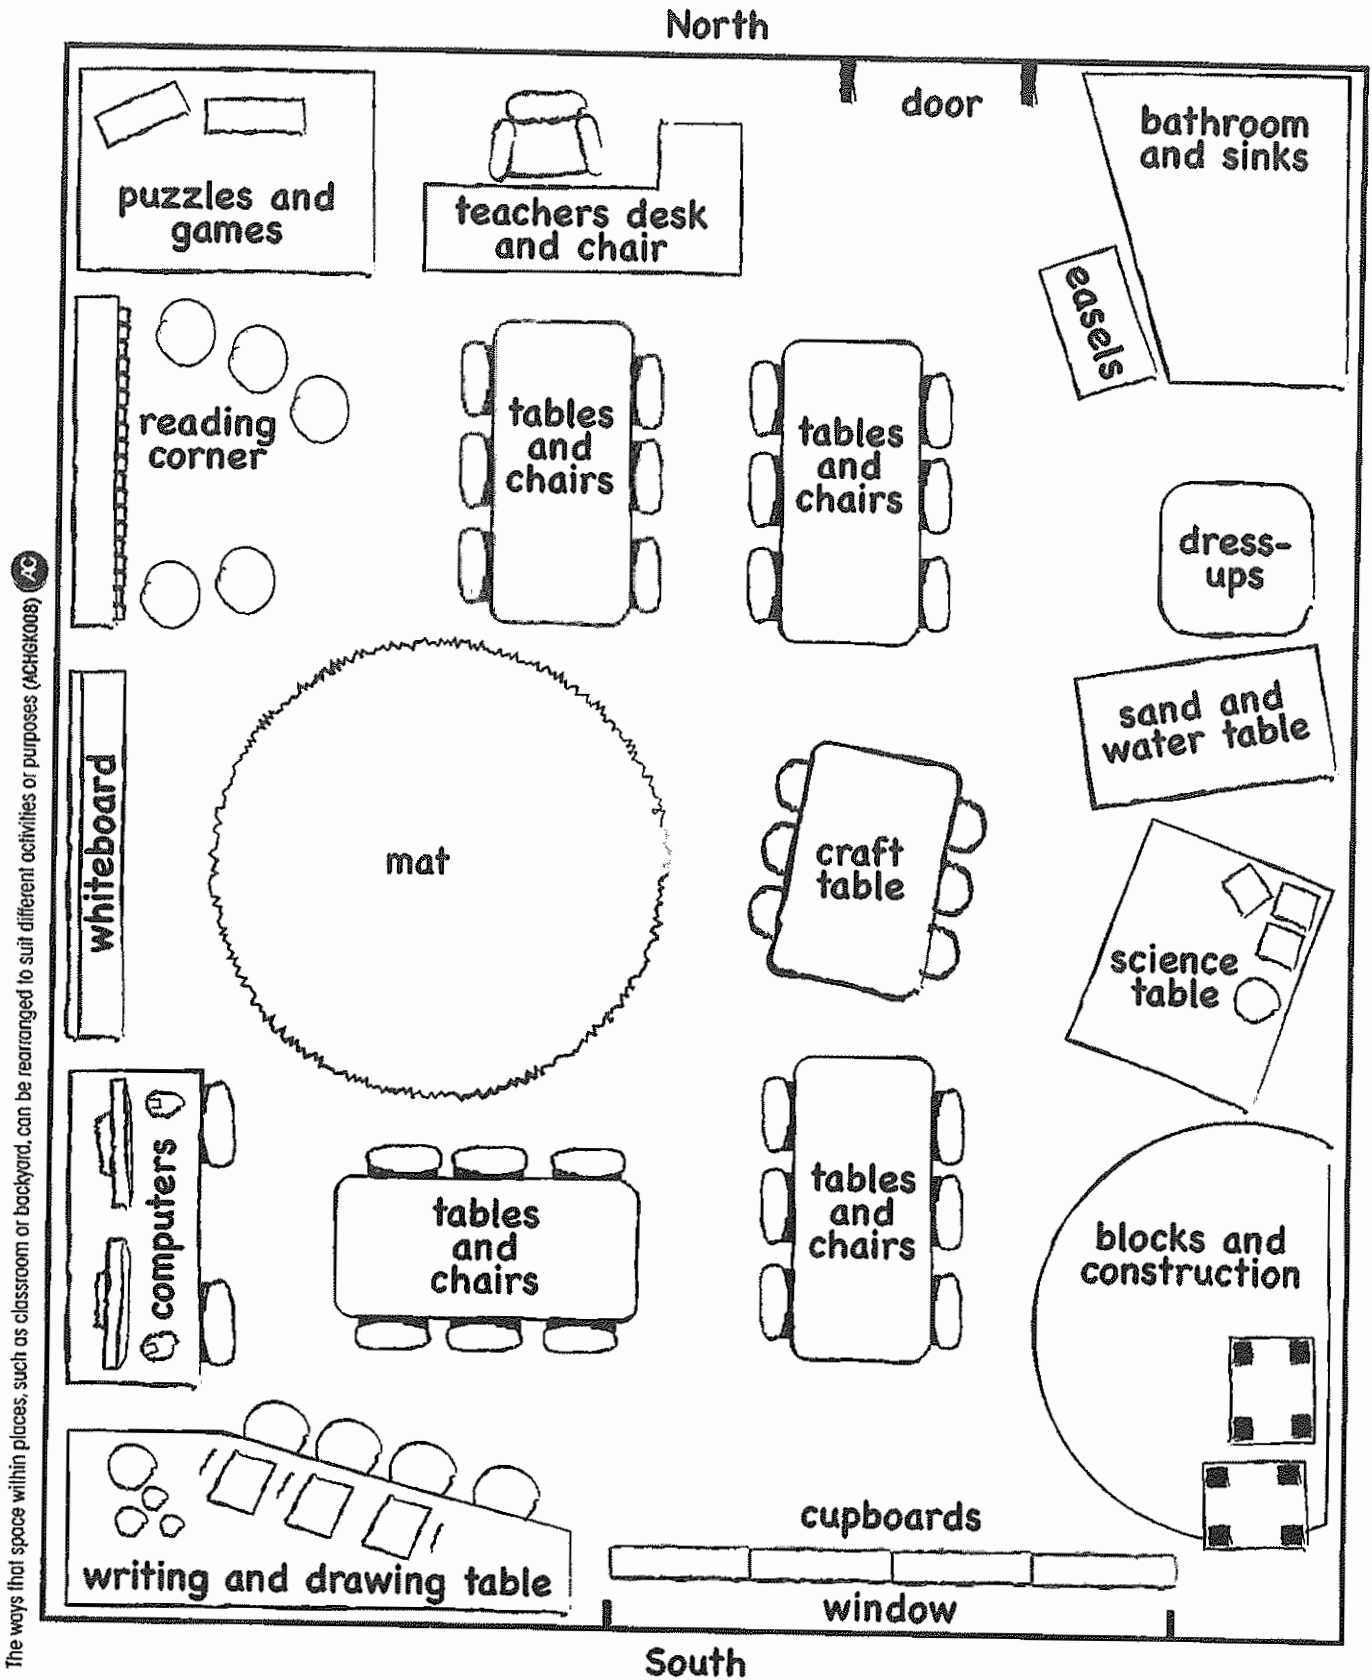 North
door
bathroom
and sinks
puzzles and
games
teachers desk
and chair
easels
reading
corner
tables
and
chairs
tables
and
chairs
dress-
ups
sand and
water table
whiteboard
mat
craft
table
science
table
computers
tables
and
chairs
tables
and
chairs
blocks and
construction
writing and drawing table
cupboards
window
South
The ways that space within places, such as classroom or backyard, can be rearranged to suit different activities or purposes (ACHGK008) AC